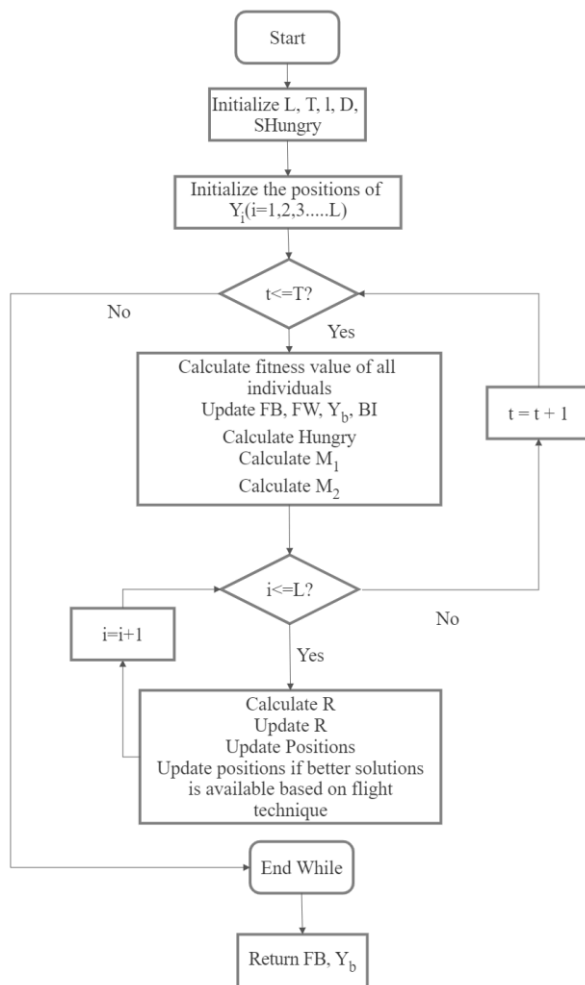 Start
Initialize L, T, l, D,
SHungry
Initialize the positions of
Yi(i=1,2,3.....L)
t<=T?
No
Yes
Calculate fitness value of all
individuals
Update FB, FW, Yb, BI
Calculate Hungry
Calculate M1
Calculate M2
t = t + 1
i<=L?
No
i=i+1
Yes
Calculate R
Update R
Update Positions
Update positions if better solutions
is available based on flight
technique
End While
Return FB, Yb